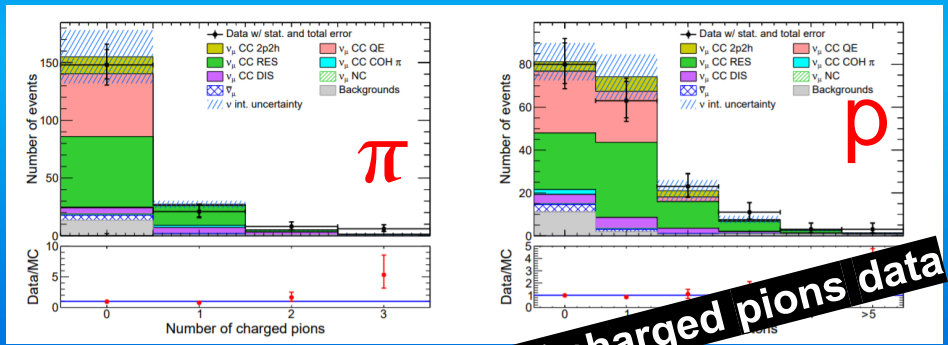 Data w/ stat. and total error
ν_μ CC 2p2h
ν_μ CC QE
ν_μ CC RES
ν_μ CC COH π
ν_μ CC DIS
ν_μ NC
ν̅_μ
Backgrounds
ν int. uncertainty
π
Number of events
150
100
50
0
Data/MC
10
5
0
0
1
2
3
Number of charged pions
Data w/ stat. and total error
ν_μ CC 2p2h
ν_μ CC QE
ν_μ CC RES
ν_μ CC COH π
ν_μ CC DIS
ν_μ NC
ν̅_μ
Backgrounds
ν int. uncertainty
p
Number of events
80
60
40
20
0
Data/MC
5
4
3
2
1
0
0
1
>5
charged pions data